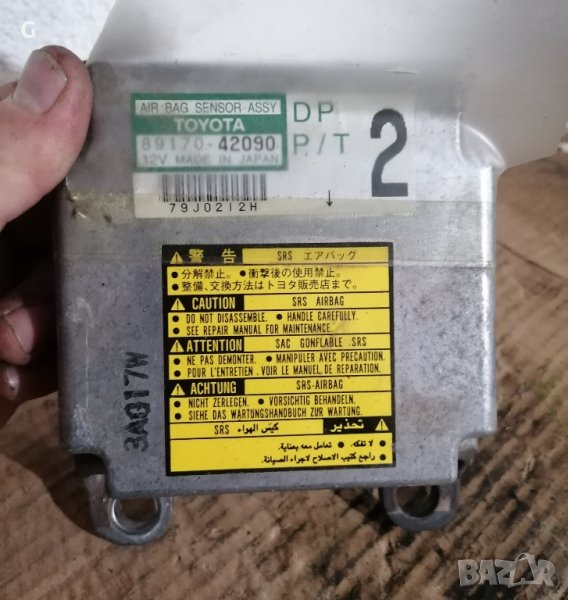 G
AIR BAG SENSOR ASSY
TOYOTA
89170-42090
12V MADE IN JAPAN
DP
P/T
2
79J0212H
警告
SRS エアバッグ
● 分解禁止。 ● 衝撃後の使用禁止。
● 整備、交換方法はトヨタ販売店まで。
CAUTION SRS AIRBAG
● DO NOT DISASSEMBLE. ● HANDLE CAREFULLY.
● SEE REPAIR MANUAL FOR MAINTENANCE.
ATTENTION SAC GONFLABLE SRS
● NE PAS DEMONTER. ● MANIPULER AVEC PRECAUTION.
● POUR L'ENTRETIEN , VOIR LE MANUEL DE REPARATION.
ACHTUNG SRS-AIRBAG
● NICHT ZERLEGEN. ● VORSICHTIG BEHANDELN.
● SIEHE DAS WARTUNGSHANDBUCH ZUR WARTUNG.
تحذير كيس الهواء SRS
● لا تفكه. ● تعامل معه بعناية.
● راجع كتيب الاصلاح لاجراء الصيانة.
3AQ17W
BAZAR